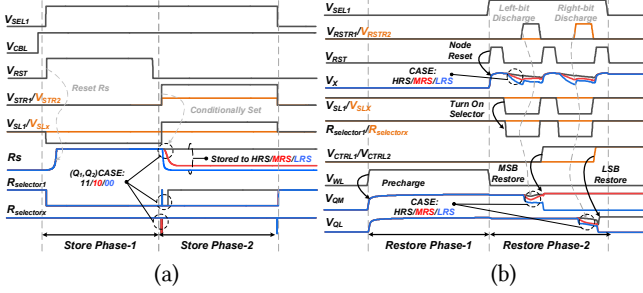 V_SEL1
V_CBL
V_RST
Reset Rs
V_STR1/V_STR2
Conditionally Set
V_SL1/V_SLx
Rs
(Q₁,Q₂)CASE:
11/10/00
Stored to HRS/MRS/LRS
R_selector1
R_selectorx
Store Phase-1
Store Phase-2
(a)
V_SEL1
Left-bit
Discharge
Right-bit
Discharge
V_RSTR1/V_RSTR2
V_RST
Node
Reset
V_X
CASE:
HRS/MRS/LRS
V_SL1/V_SLX
Turn On
Selector
R_selector1/R_selectorx
V_CTRL1/V_CTRL2
MSB
Restore
LSB
Restore
V_WL
Precharge
V_QM
CASE:
HRS/MRS/LRS
V_QL
Restore Phase-1
Restore Phase-2
(b)